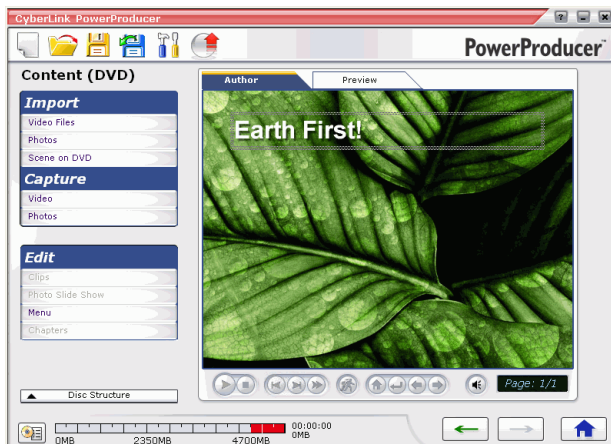 CyberLink PowerProducer
PowerProducer™
Content (DVD)
Author
Preview
Import
Video Files
Photos
Scene on DVD
Capture
Video
Photos
Edit
Clips
Photo Slide Show
Menu
Chapters
Earth First!
Page: 1/1
Disc Structure
0MB
2350MB
4700MB
00:00:00
0MB